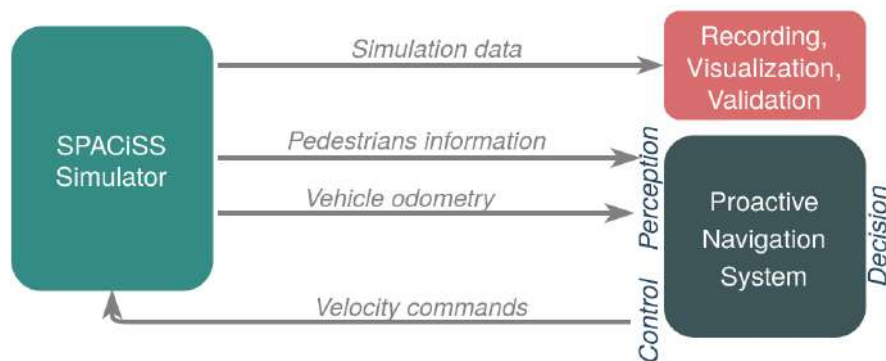 SPACiSS
Simulator
Simulation data
Recording,
Visualization,
Validation
Pedestrians information
Vehicle odometry
Velocity commands
Perception
Control
Proactive
Navigation
System
Decision